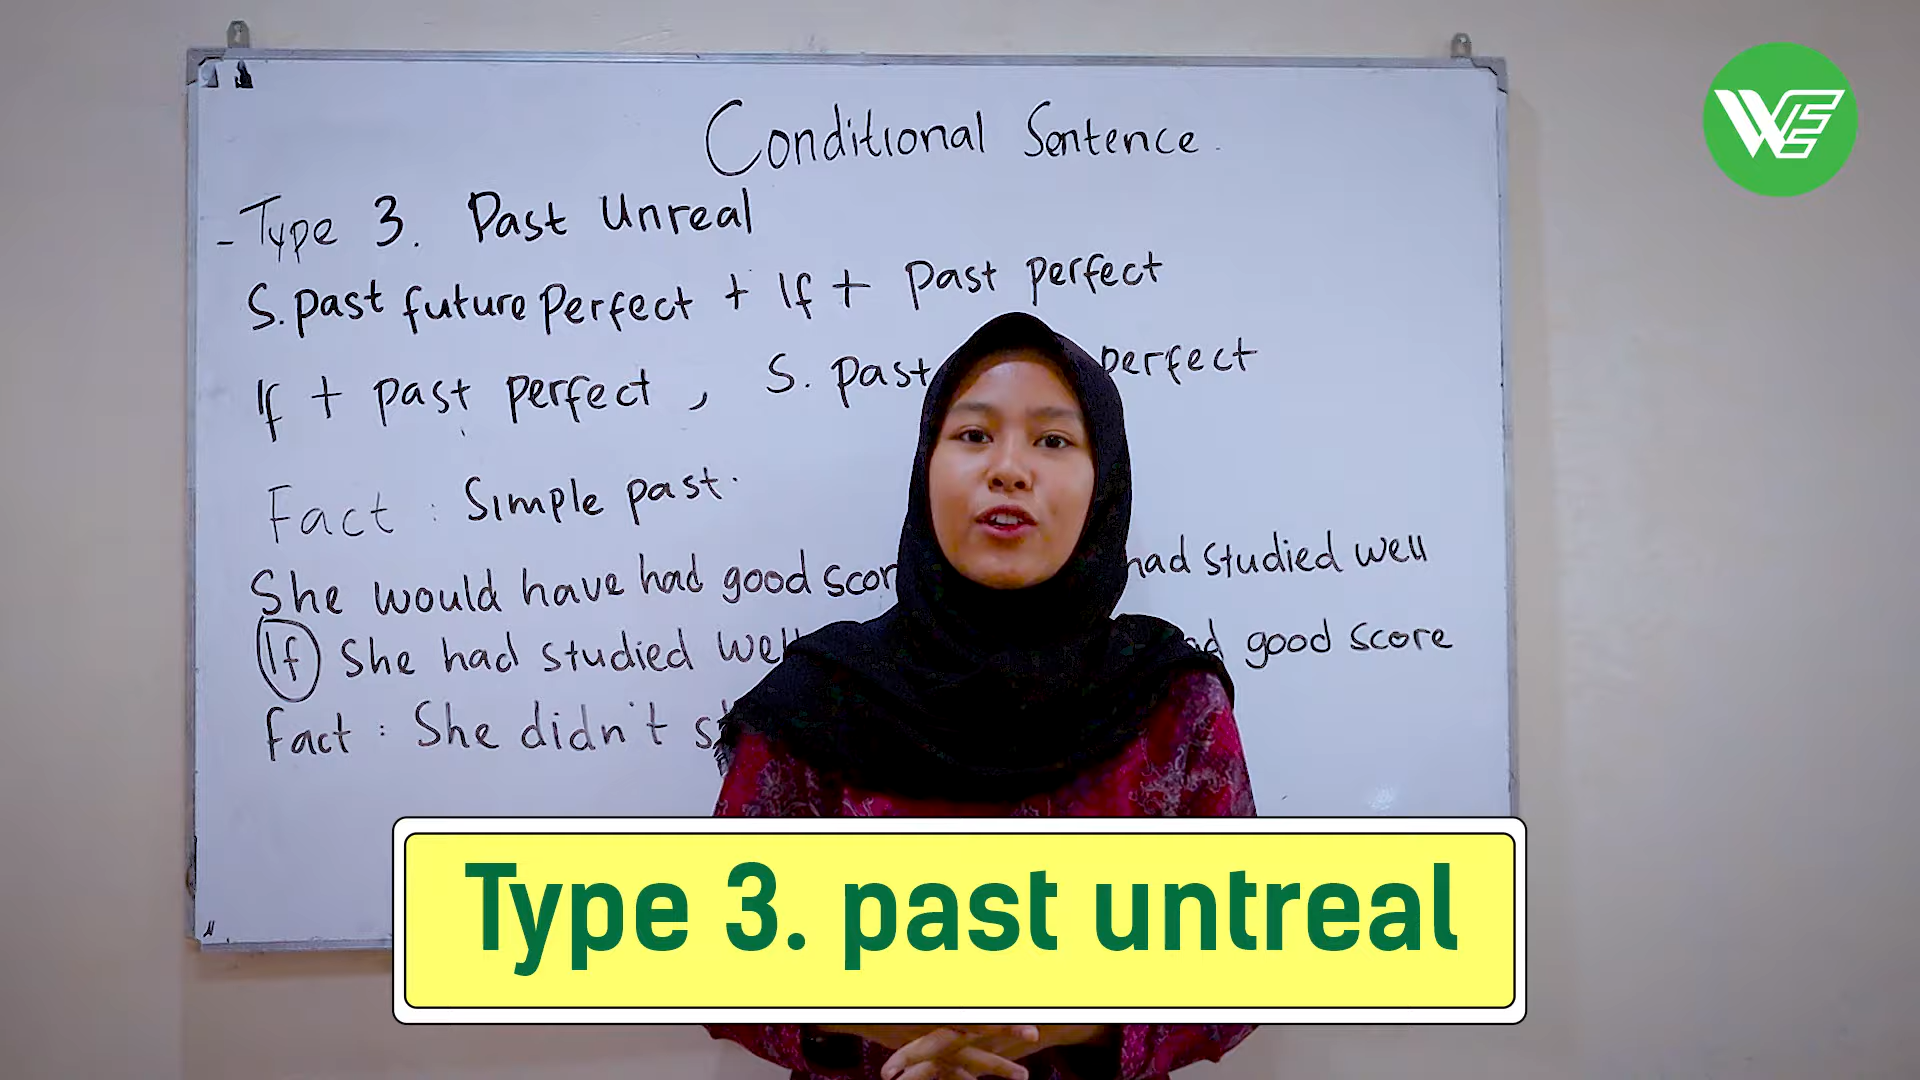 Conditional Sentence.
- Type 3. Past Unreal
S. past future Perfect + If + past perfect
If + past perfect, S. past perfect
Fact : Simple past.
She would have had good had studied well
If She had studied good score
fact : She didn't
Type 3. past untreal